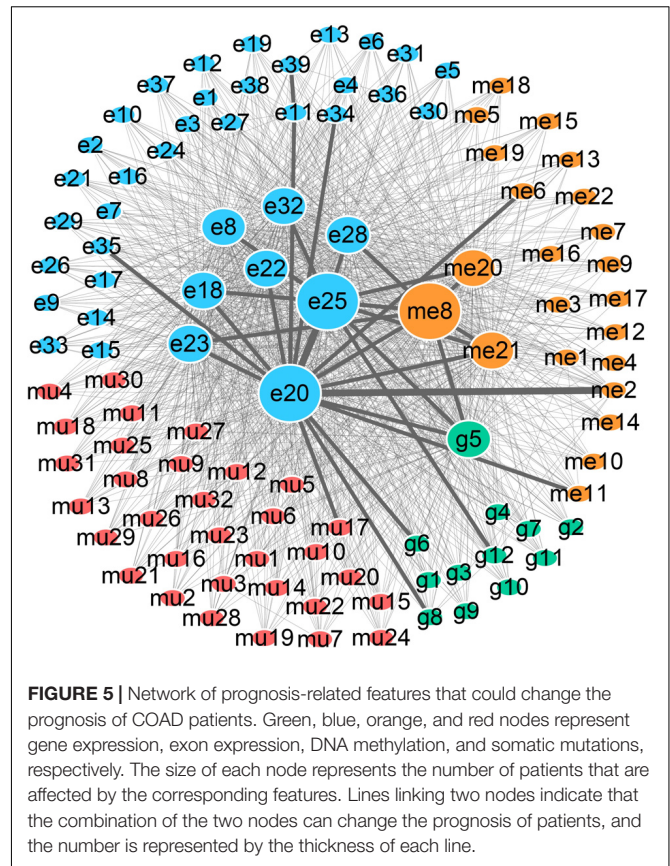 e13
e19
e6
e39
e31
e12
e5
e37
e38
e4
me18
e1
e36
e10
e11
e34
e30
me5
me15
e3
e27
e2
e24
me19
me13
e21
e16
me6
me22
e32
e7
e29
e8
e28
me7
e35
me16
e26
e22
me20
me9
e17
e18
e25
me8
me3
me17
e9
e14
me12
e33
e15
e23
me21
me1
me4
mu4
mu30
e20
me2
mu11
me14
mu18
mu27
g5
mu25
mu31
mu9
mu12
me10
mu8
mu5
me11
mu13
mu32
g4
mu26
mu6
mu17
g7
g2
mu29
mu23
g6
mu16
mu1
mu10
g12
g11
mu21
mu3
mu14
mu20
g1
g3
g10
mu2
mu22
mu15
mu28
g8
g9
mu19
mu7
mu24
FIGURE 5 | Network of prognosis-related features that could change the
prognosis of COAD patients. Green, blue, orange, and red nodes represent
gene expression, exon expression, DNA methylation, and somatic mutations,
respectively. The size of each node represents the number of patients that are
affected by the corresponding features. Lines linking two nodes indicate that
the combination of the two nodes can change the prognosis of patients, and
the number is represented by the thickness of each line.